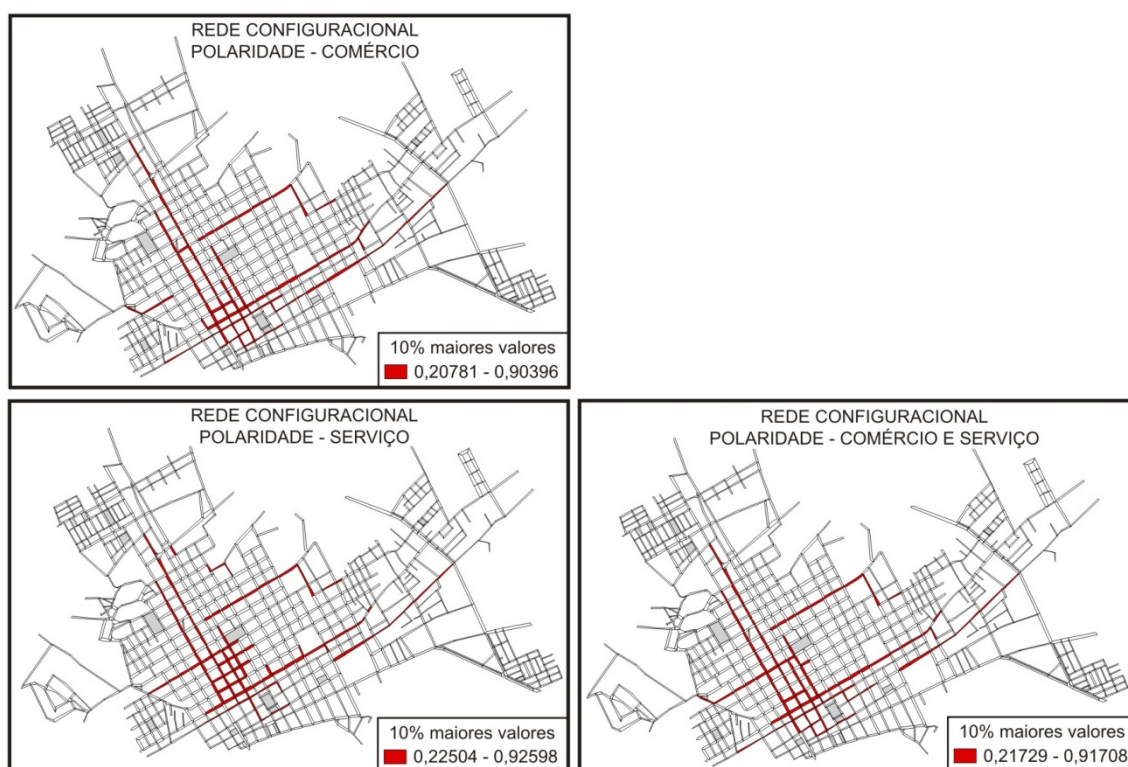 REDE CONFIGURACIONAL
POLARIDADE - COMÉRCIO
10% maiores valores
0,20781 - 0,90396
REDE CONFIGURACIONAL
POLARIDADE - SERVIÇO
10% maiores valores
0,22504 - 0,92598
REDE CONFIGURACIONAL
POLARIDADE - COMÉRCIO E SERVIÇO
10% maiores valores
0,21729 - 0,91708